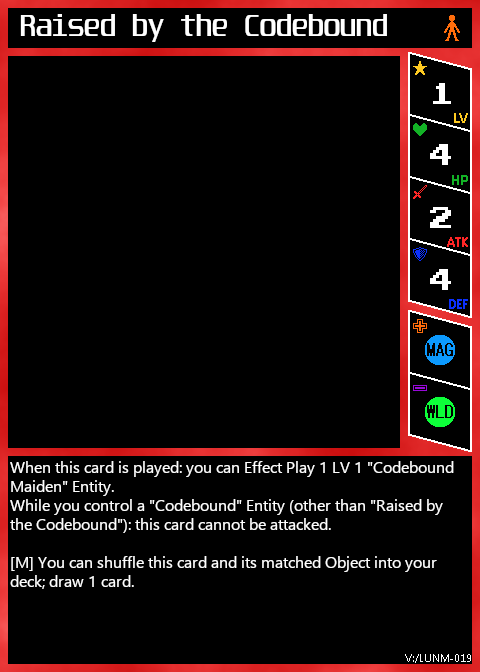 Raised by the Codebound
1
LV
4
HP
2
ATK
4
DEF
MAG
WLD
When this card is played: you can Effect Play 1 LV 1 "Codebound
Maiden" Entity.
While you control a "Codebound" Entity (other than "Raised by
the Codebound"): this card cannot be attacked.
[M] You can shuffle this card and its matched Object into your
deck; draw 1 card.
V:/LUNM-019